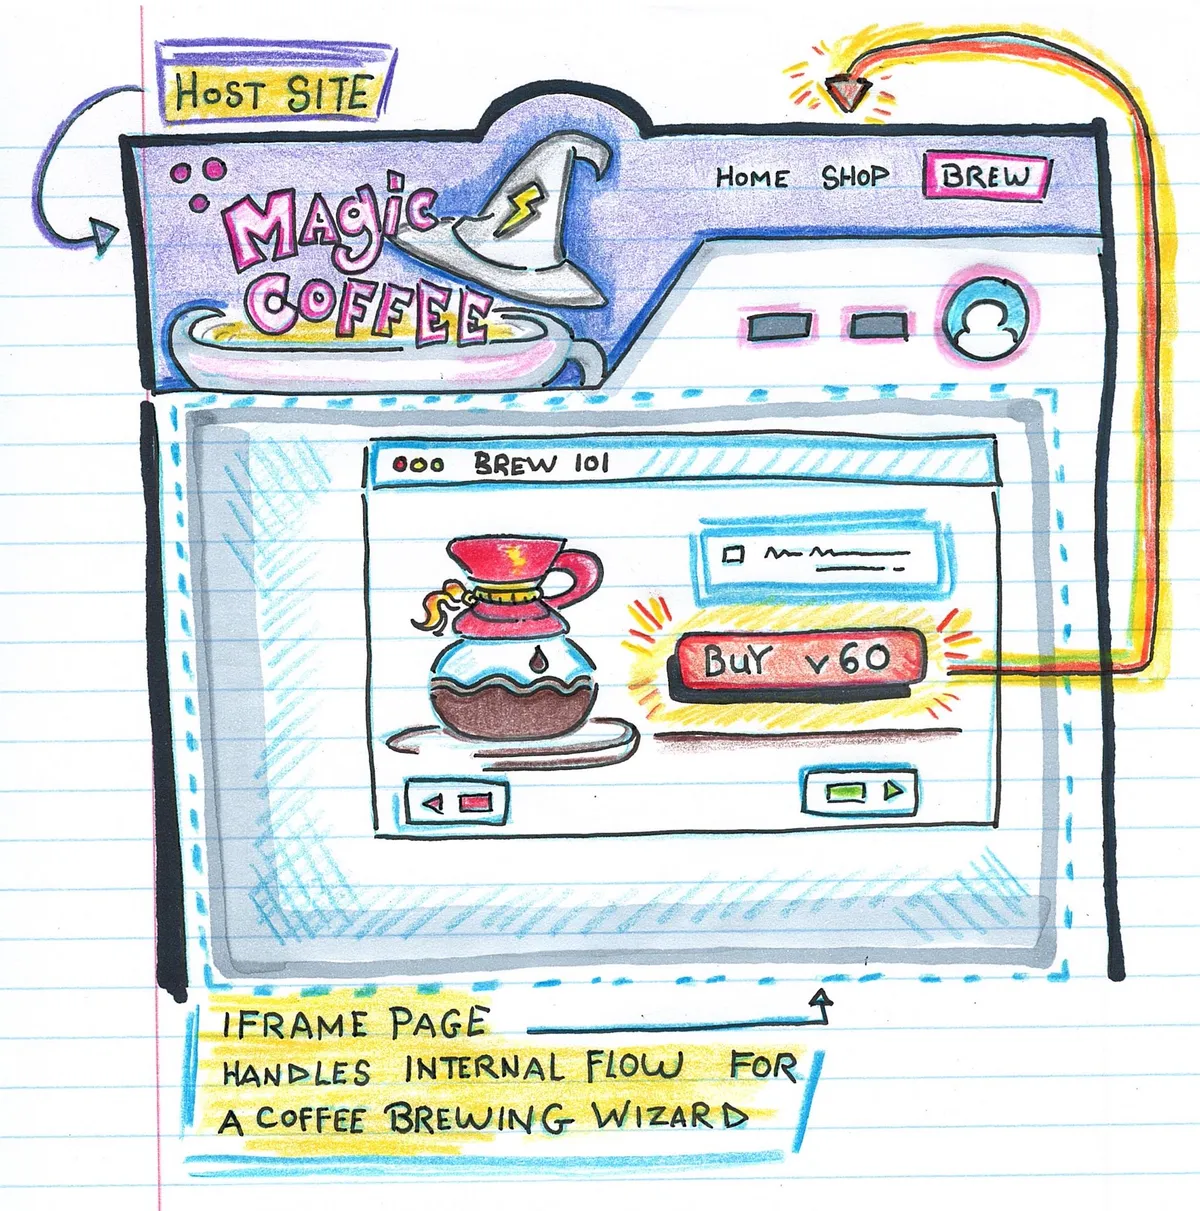 HOST SITE
MAgic
COFFEE
HOME SHOP BREW
BREW 101
BUY v60
IFRAME PAGE
HANDLES INTERNAL FLOW FOR
A COFFEE BREWING WIZARD